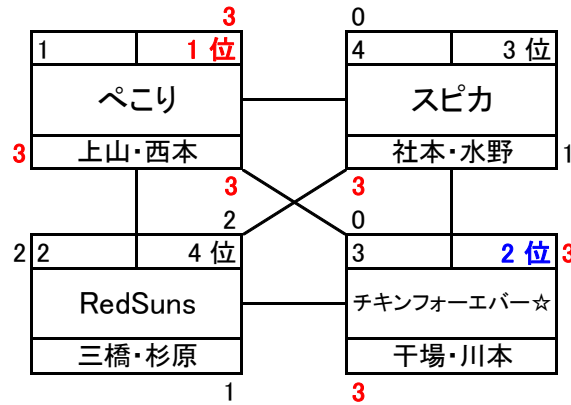 3 0
1 1 位 4 3 位
ぺこり スピカ
3 上山・西本 社本・水野 1
3 3
2 0
2 2 4 位 3 2 位 3
RedSuns チキンフォーエバー☆
三橋・杉原 干場・川本
1 3